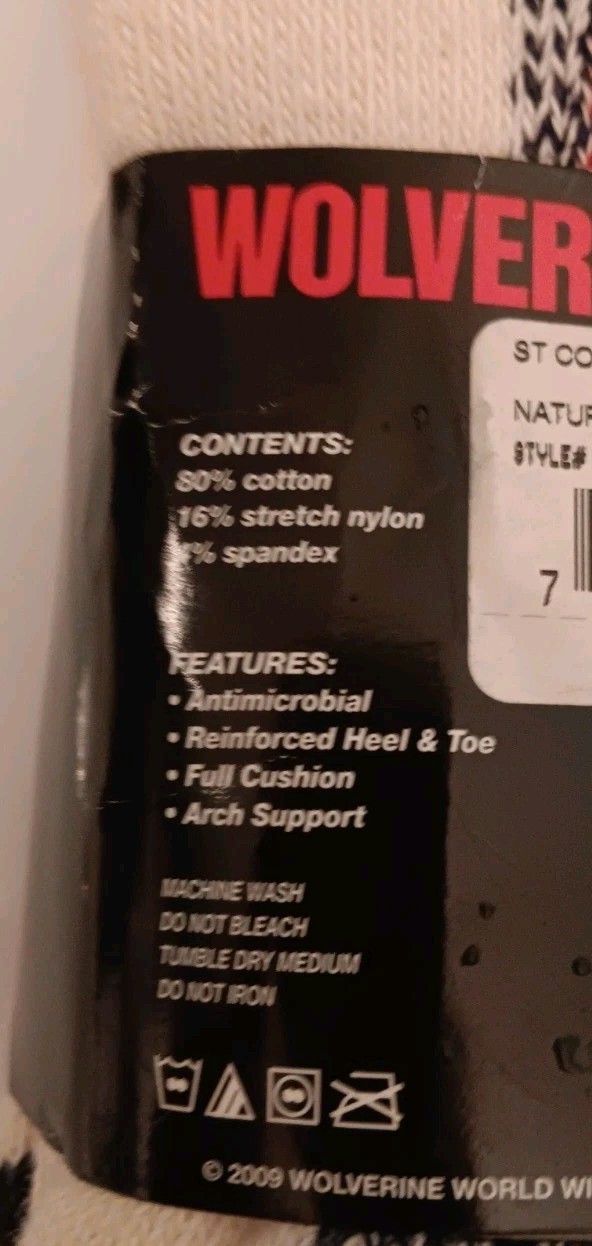 WOLVER
ST CO
NATUR
STYLE#
7
CONTENTS:
80% cotton
16% stretch nylon
% spandex
FEATURES:
• Antimicrobial
• Reinforced Heel & Toe
• Full Cushion
• Arch Support
MACHINE WASH
DO NOT BLEACH
TUMBLE DRY MEDIUM
DO NOT IRON
© 2009 WOLVERINE WORLD WI